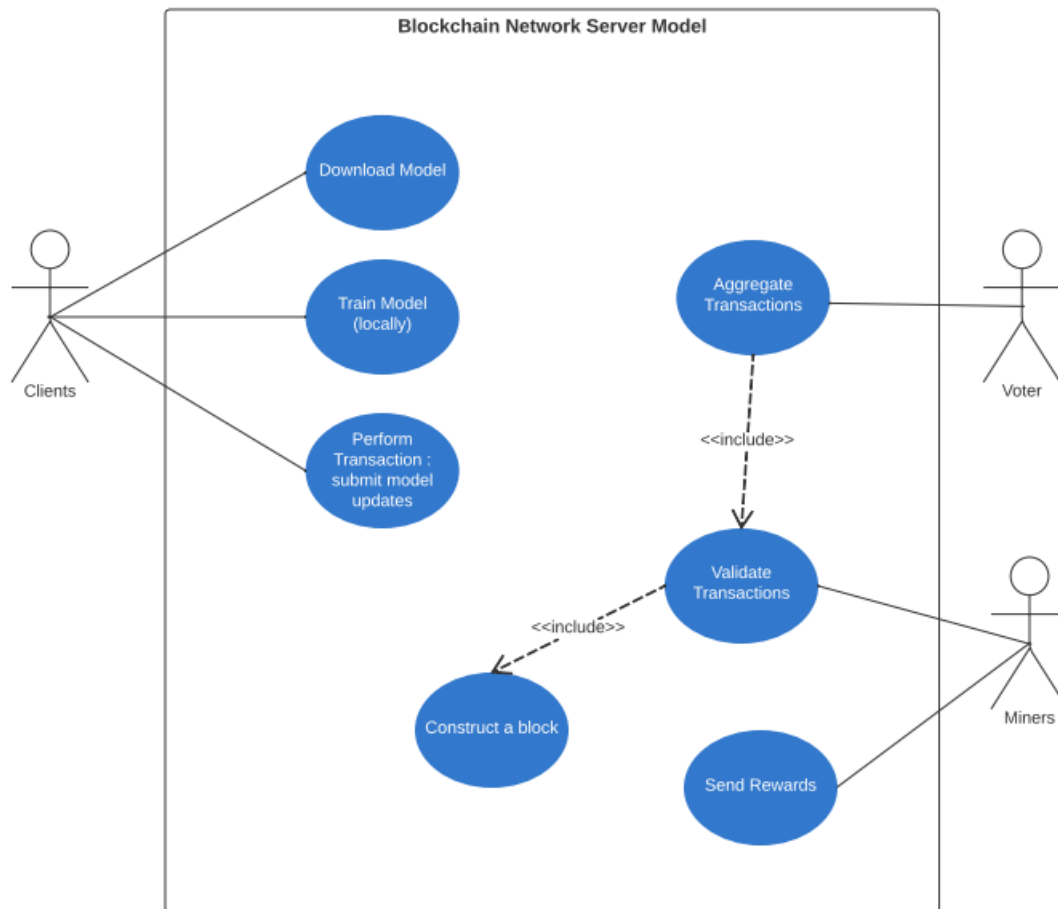 Blockchain Network Server Model
Download Model
Train Model
(locally)
Perform
Transaction :
submit model
updates
Clients
Aggregate
Transactions
Voter
<<include>>
Validate
Transactions
<<include>>
Construct a block
Miners
Send Rewards